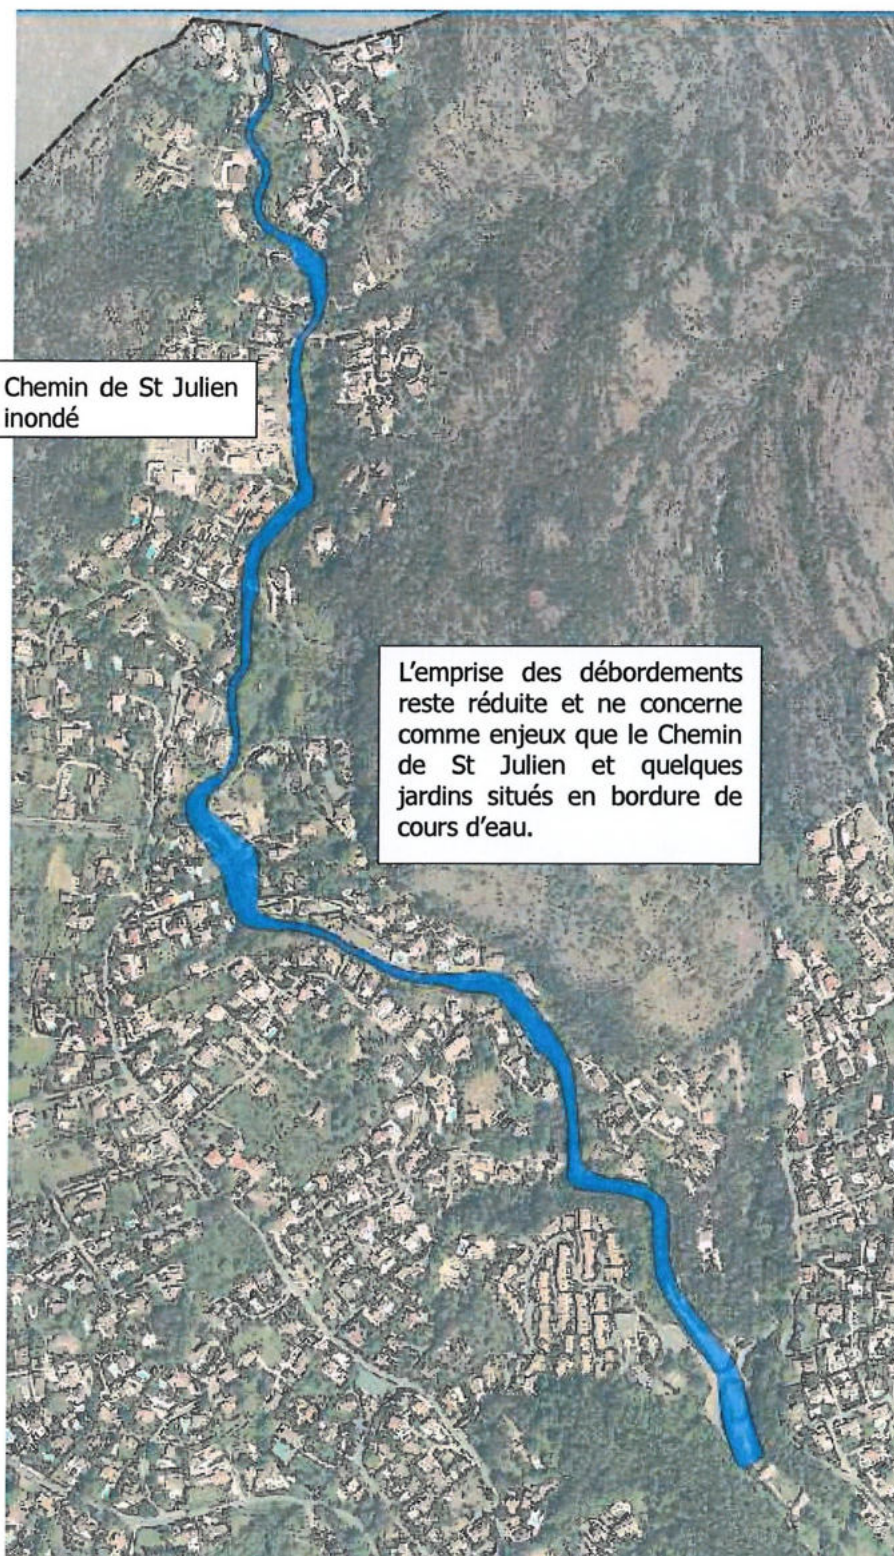 Chemin de St Julien
inondé
L'emprise des débordements
reste réduite et ne concerne
comme enjeux que le Chemin
de St Julien et quelques
jardins situés en bordure de
cours d'eau.